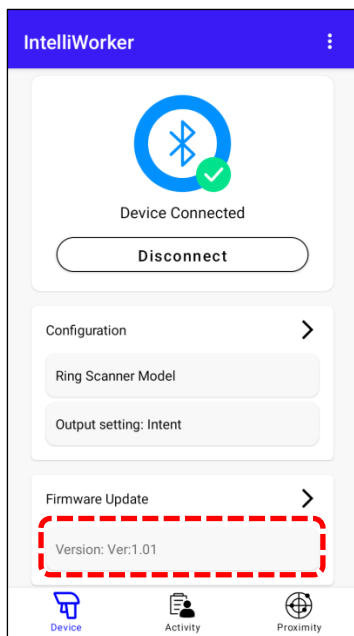 IntelliWorker
Device Connected
Disconnect
Configuration
Ring Scanner Model
Output setting: Intent
Firmware Update
Version: Ver:1.01
Device Activity Proximity